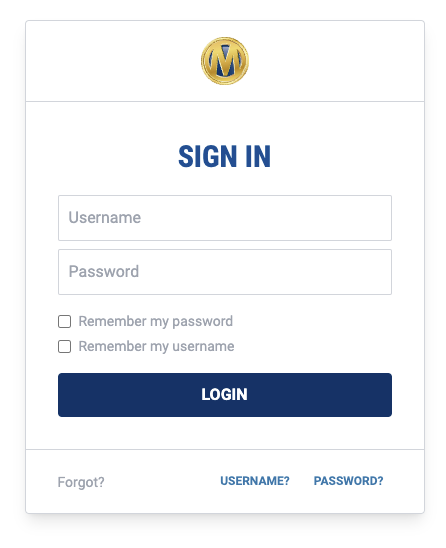 M
SIGN IN
Username
Password
Remember my password
Remember my username
LOGIN
Forgot? USERNAME? PASSWORD?